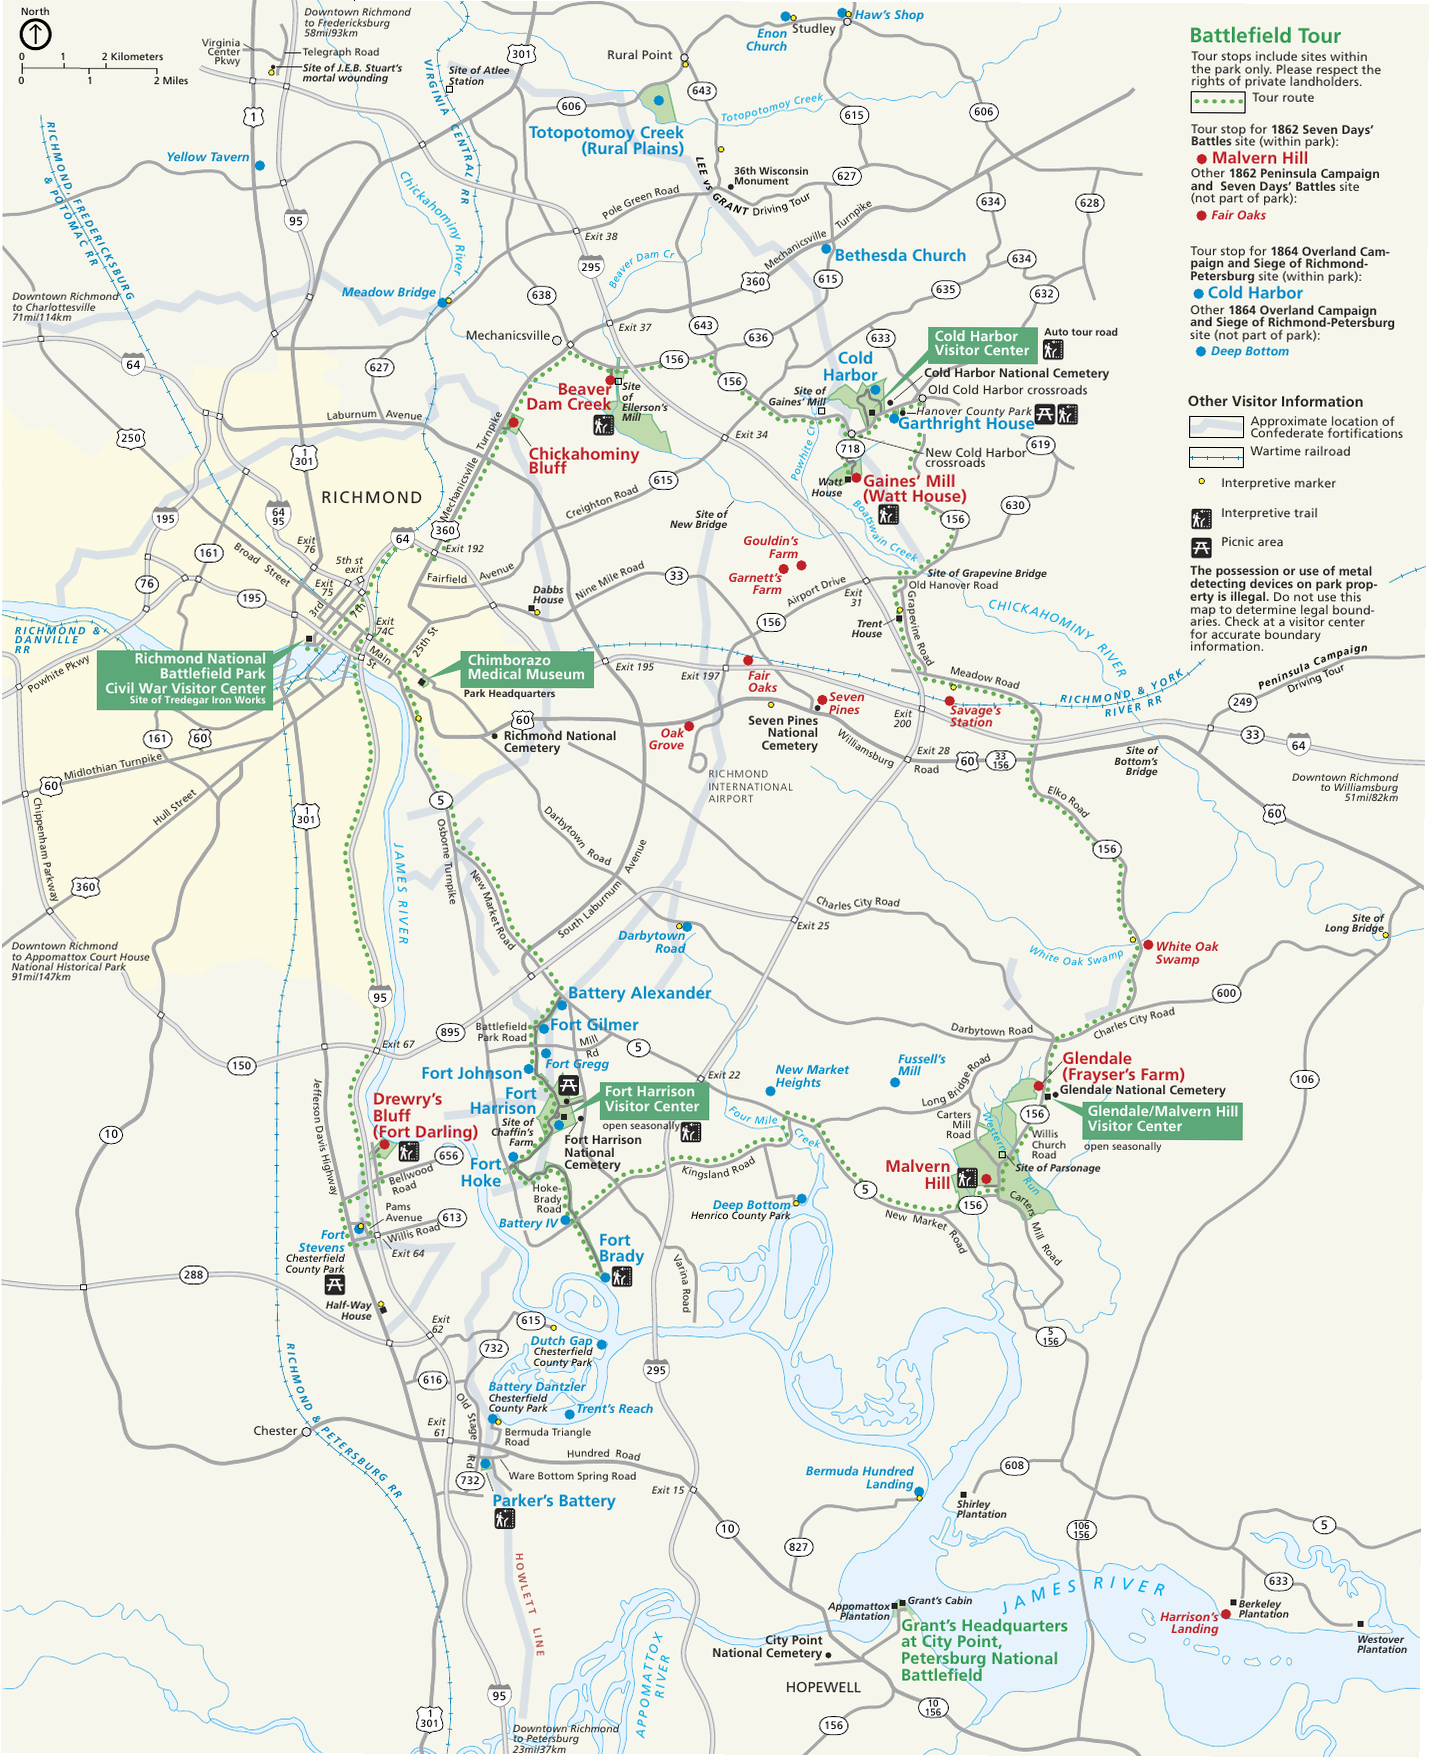 North
0 1 2 Kilometers
0 1 2 Miles
Downtown Richmond
to Fredericksburg
58mi/93km
Virginia
Center
Pkwy
Telegraph Road
Site of J.E.B. Stuart's
mortal wounding
1
Yellow Tavern
95
RICHMOND, FREDERICKSBURG
& POTOMAC RR
VIRGINIA CENTRAL RR
Site of Atlee
Station
301
Rural Point
Enon
Church
Studley
Haw's Shop
606
643
Totopotomoy Creek
Totopotomoy Creek
(Rural Plains)
615
606
LEE vs GRANT Driving Tour
36th Wisconsin
Monument
627
Pole Green Road
Chickahominy River
Exit 38
295
Beaver Dam Cr
Mechanicsville Turnpike
Bethesda Church
634
628
360
615
634
635
632
Meadow Bridge
638
Mechanicsville
Exit 37
643
636
633
Downtown Richmond
to Charlottesville
71mi/114km
64
627
Laburnum Avenue
250
1
301
156
156
Cold Harbor
Visitor Center
Auto tour road
Cold
Harbor
Cold Harbor National Cemetery
Old Cold Harbor crossroads
Beaver
Dam Creek
Site
of
Ellerson's
Mill
Site of
Gaines' Mill
Hanover County Park
Garthright House
Chickahominy
Bluff
Exit 34
718
New Cold Harbor
crossroads
619
Powhite Cr
Watt
House
Gaines' Mill
(Watt House)
615
Creighton Road
Site of
New Bridge
630
156
Boatswain Creek
RICHMOND
Mechanicsville Turnpike
195
64
95
64
360
Exit 192
Exit
76
161
Broad Street
5th st
exit
Exit
75
3rd
7th
76
195
Fairfield Avenue
Dabbs
House
Nine Mile Road
33
Gouldin's
Farm
Garnett's
Farm
Airport Drive
Exit
31
156
Site of Grapevine Bridge
Old Hanover Road
Grapevine Road
Trent
House
CHICKAHOMINY RIVER
RICHMOND &
DANVILLE
RR
Powhite Pkwy
Exit
74C
Main
St
25th St
Richmond National
Battlefield Park
Civil War Visitor Center
Site of Tredegar Iron Works
Chimborazo
Medical Museum
Park Headquarters
Exit 195
Exit 197
Fair
Oaks
Seven
Pines
Exit
200
Meadow Road
Savage's
Station
RICHMOND & YORK
RIVER RR
Peninsula Campaign
Driving Tour
249
33
64
60
Richmond National
Cemetery
Oak
Grove
Seven Pines
National
Cemetery
Williamsburg Road
Exit 28
60
33
156
Site of
Bottom's
Bridge
161
60
60
Midlothian Turnpike
Hull Street
Chippenham Parkway
RICHMOND
INTERNATIONAL
AIRPORT
Downtown Richmond
to Williamsburg
51mi/82km
60
1
301
5
Osborne Turnpike
New Market Road
Darbytown Road
Elko Road
156
360
JAMES RIVER
South Laburnum Avenue
Charles City Road
Exit 25
Darbytown
Road
Site of
Long Bridge
White Oak
Swamp
White Oak Swamp
Downtown Richmond
to Appomattox Court House
National Historical Park
91mi/147km
95
Battery Alexander
600
895
Battlefield
Park Road
Fort Gilmer
Mill
Rd
5
Darbytown Road
Charles City Road
150
Exit 67
Fort Gregg
Fort Johnson
Exit 22
New Market
Heights
Fussell's
Mill
Glendale
(Frayser's Farm)
Glendale National Cemetery
106
Fort
Harrison
Fort Harrison
Visitor Center
open seasonally
Long Bridge Road
156
Glendale/Malvern Hill
Visitor Center
open seasonally
Jefferson Davis Highway
Drewry's
Bluff
(Fort Darling)
Site of
Chaffin's
Farm
Fort Harrison
National
Cemetery
Four Mile Creek
Carters
Mill
Road
Western Run
Willis
Church
Road
Site of Parsonage
10
656
Bellwood
Road
Fort
Hoke
Kingsland Road
Malvern
Hill
5
156
Hoke-
Brady
Road
Deep Bottom
Henrico County Park
New Market Road
Carters Mill Road
Pams
Avenue
613
Willis Road
Battery IV
Fort
Stevens
Chesterfield
County Park
Exit 64
Fort
Brady
Varina Road
288
Half-Way
House
Exit
62
615
Dutch Gap
Chesterfield
County Park
732
5
156
RICHMOND & PETERSBURG RR
616
Battery Dantzler
Chesterfield
County Park
Trent's Reach
295
Chester
Exit
61
Old Stage Rd
Bermuda Triangle
Road
Hundred Road
Ware Bottom Spring Road
732
Exit 15
Parker's Battery
Bermuda Hundred
Landing
608
Shirley
Plantation
10
827
106
156
5
HOWLETT LINE
JAMES RIVER
633
Berkeley
Plantation
Harrison's
Landing
Westover
Plantation
Appomattox
Plantation
Grant's Cabin
Grant's Headquarters
at City Point,
Petersburg National
Battlefield
City Point
National Cemetery
HOPEWELL
APPOMATTOX
RIVER
95
1
301
Downtown Richmond
to Petersburg
23mi37km
156
10
156
Battlefield Tour
Tour stops include sites within
the park only. Please respect the
rights of private landholders.
Tour route
Tour stop for 1862 Seven Days'
Battles site (within park):
Malvern Hill
Other 1862 Peninsula Campaign
and Seven Days' Battles site
(not part of park):
Fair Oaks
Tour stop for 1864 Overland Cam-
paign and Siege of Richmond-
Petersburg site (within park):
Cold Harbor
Other 1864 Overland Campaign
and Siege of Richmond-Petersburg
site (not part of park):
Deep Bottom
Other Visitor Information
Approximate location of
Confederate fortifications
Wartime railroad
Interpretive marker
Interpretive trail
Picnic area
The possession or use of metal
detecting devices on park prop-
erty is illegal. Do not use this
map to determine legal bound-
aries. Check at a visitor center
for accurate boundary
information.